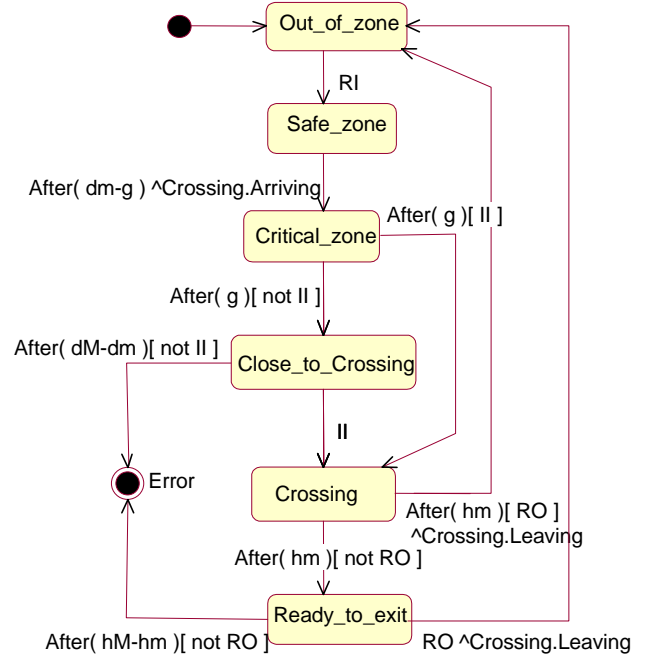 Out_of_zone
RI
Safe_zone
After( dm-g ) ^Crossing.Arriving
After( g )[ II ]
Critical_zone
After( g )[ not II ]
After( dM-dm )[ not II ]
Close_to_Crossing
II
Error
Crossing
After( hm )[ RO ]
^Crossing.Leaving
After( hm )[ not RO ]
Ready_to_exit
After( hM-hm )[ not RO ]
RO ^Crossing.Leaving